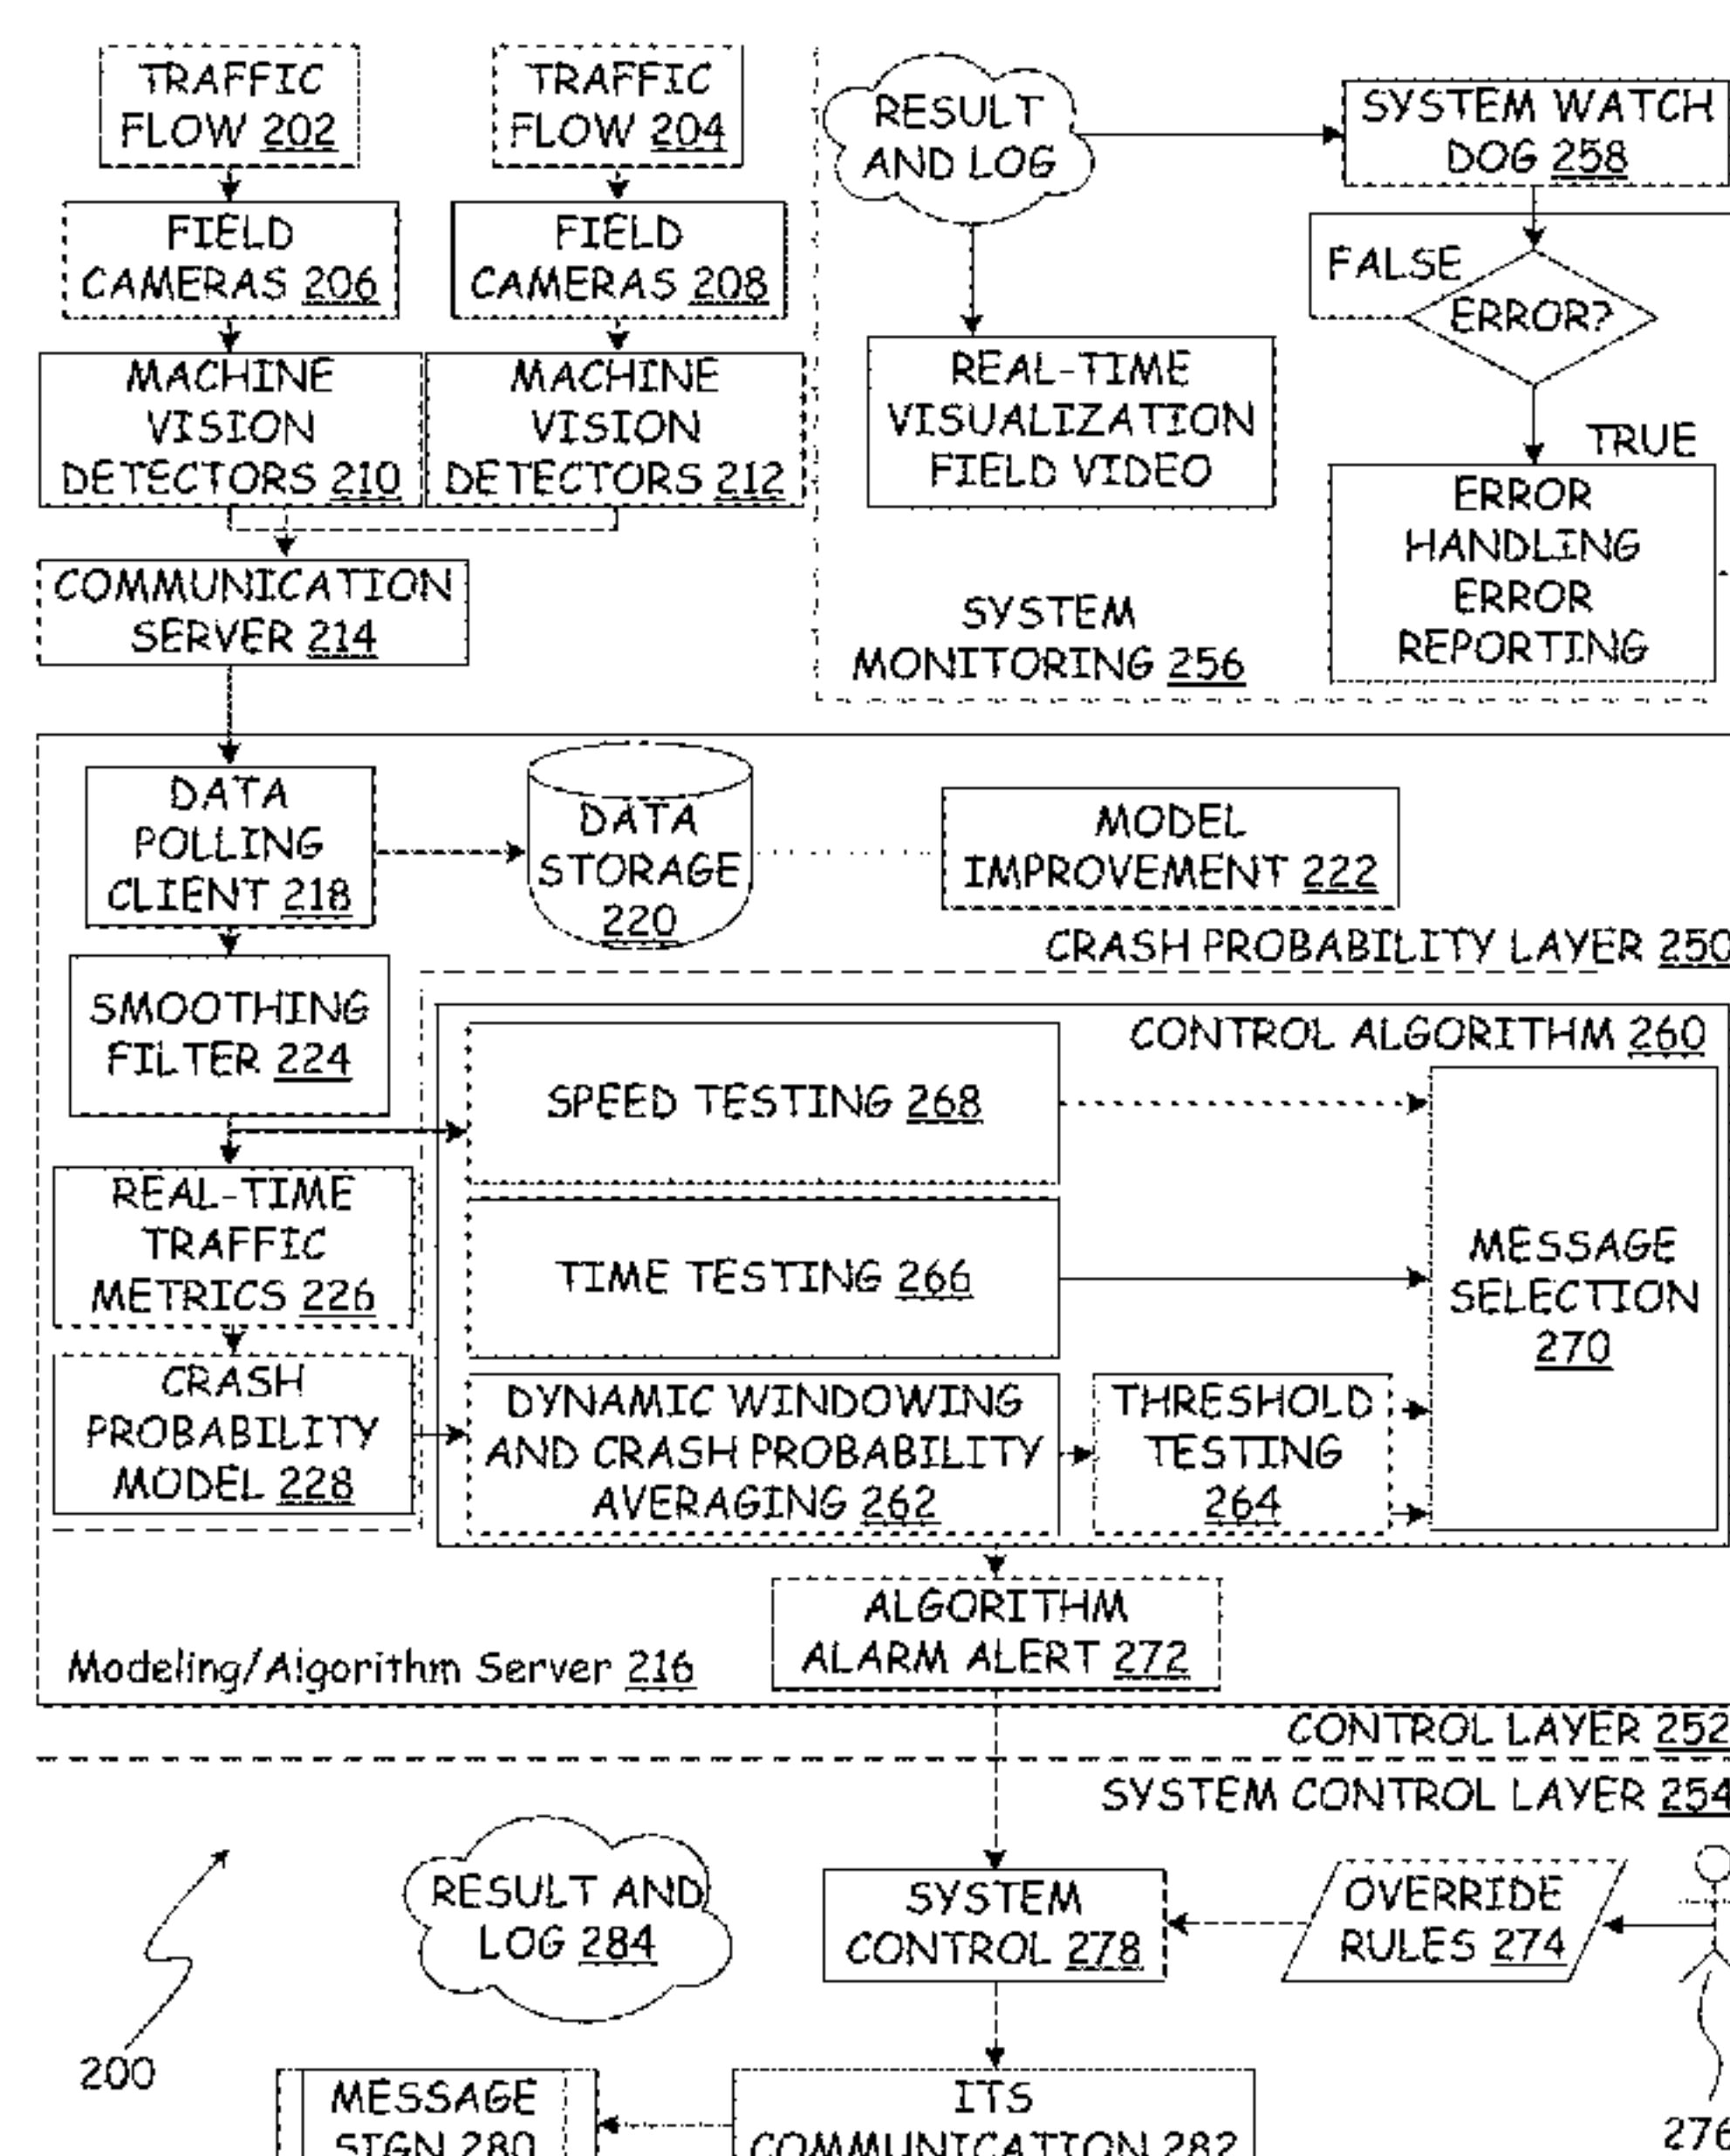 TRAFFIC
FLOW 202
TRAFFIC
FLOW 204
FIELD
CAMERAS 206
FIELD
CAMERAS 208
MACHINE
VISION
DETECTORS 210
MACHINE
VISION
DETECTORS 212
COMMUNICATION
SERVER 214
RESULT
AND LOG
SYSTEM WATCH
DOG 258
FALSE
ERROR?
TRUE
REAL-TIME
VISUALIZATION
FIELD VIDEO
ERROR
HANDLING
ERROR
REPORTING
SYSTEM
MONITORING 256
DATA
POLLING
CLIENT 218
DATA
STORAGE
220
MODEL
IMPROVEMENT 222
CRASH PROBABILITY LAYER 250
SMOOTHING
FILTER 224
CONTROL ALGORITHM 260
SPEED TESTING 268
REAL-TIME
TRAFFIC
METRICS 226
TIME TESTING 266
MESSAGE
SELECTION
270
CRASH
PROBABILITY
MODEL 228
DYNAMIC WINDOWING
AND CRASH PROBABILITY
AVERAGING 262
THRESHOLD
TESTING
264
ALGORITHM
ALARM ALERT 272
Modeling/Algorithm Server 216
CONTROL LAYER 252
SYSTEM CONTROL LAYER 254
RESULT AND
LOG 284
SYSTEM
CONTROL 278
OVERRIDE
RULES 274
200
276
MESSAGE
SIGN 280
ITS
COMMUNICATION 282